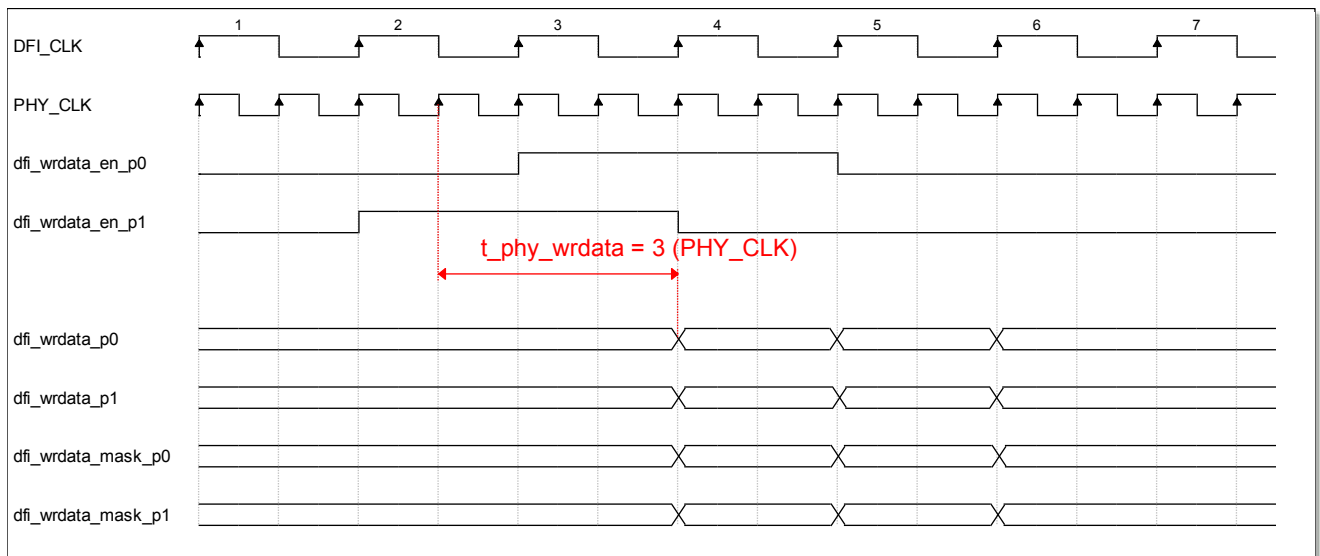 1 2 3 4 5 6 7
DFI_CLK
PHY_CLK
dfi_wrdata_en_p0
dfi_wrdata_en_p1
t_phy_wrdata = 3 (PHY_CLK)
dfi_wrdata_p0
dfi_wrdata_p1
dfi_wrdata_mask_p0
dfi_wrdata_mask_p1